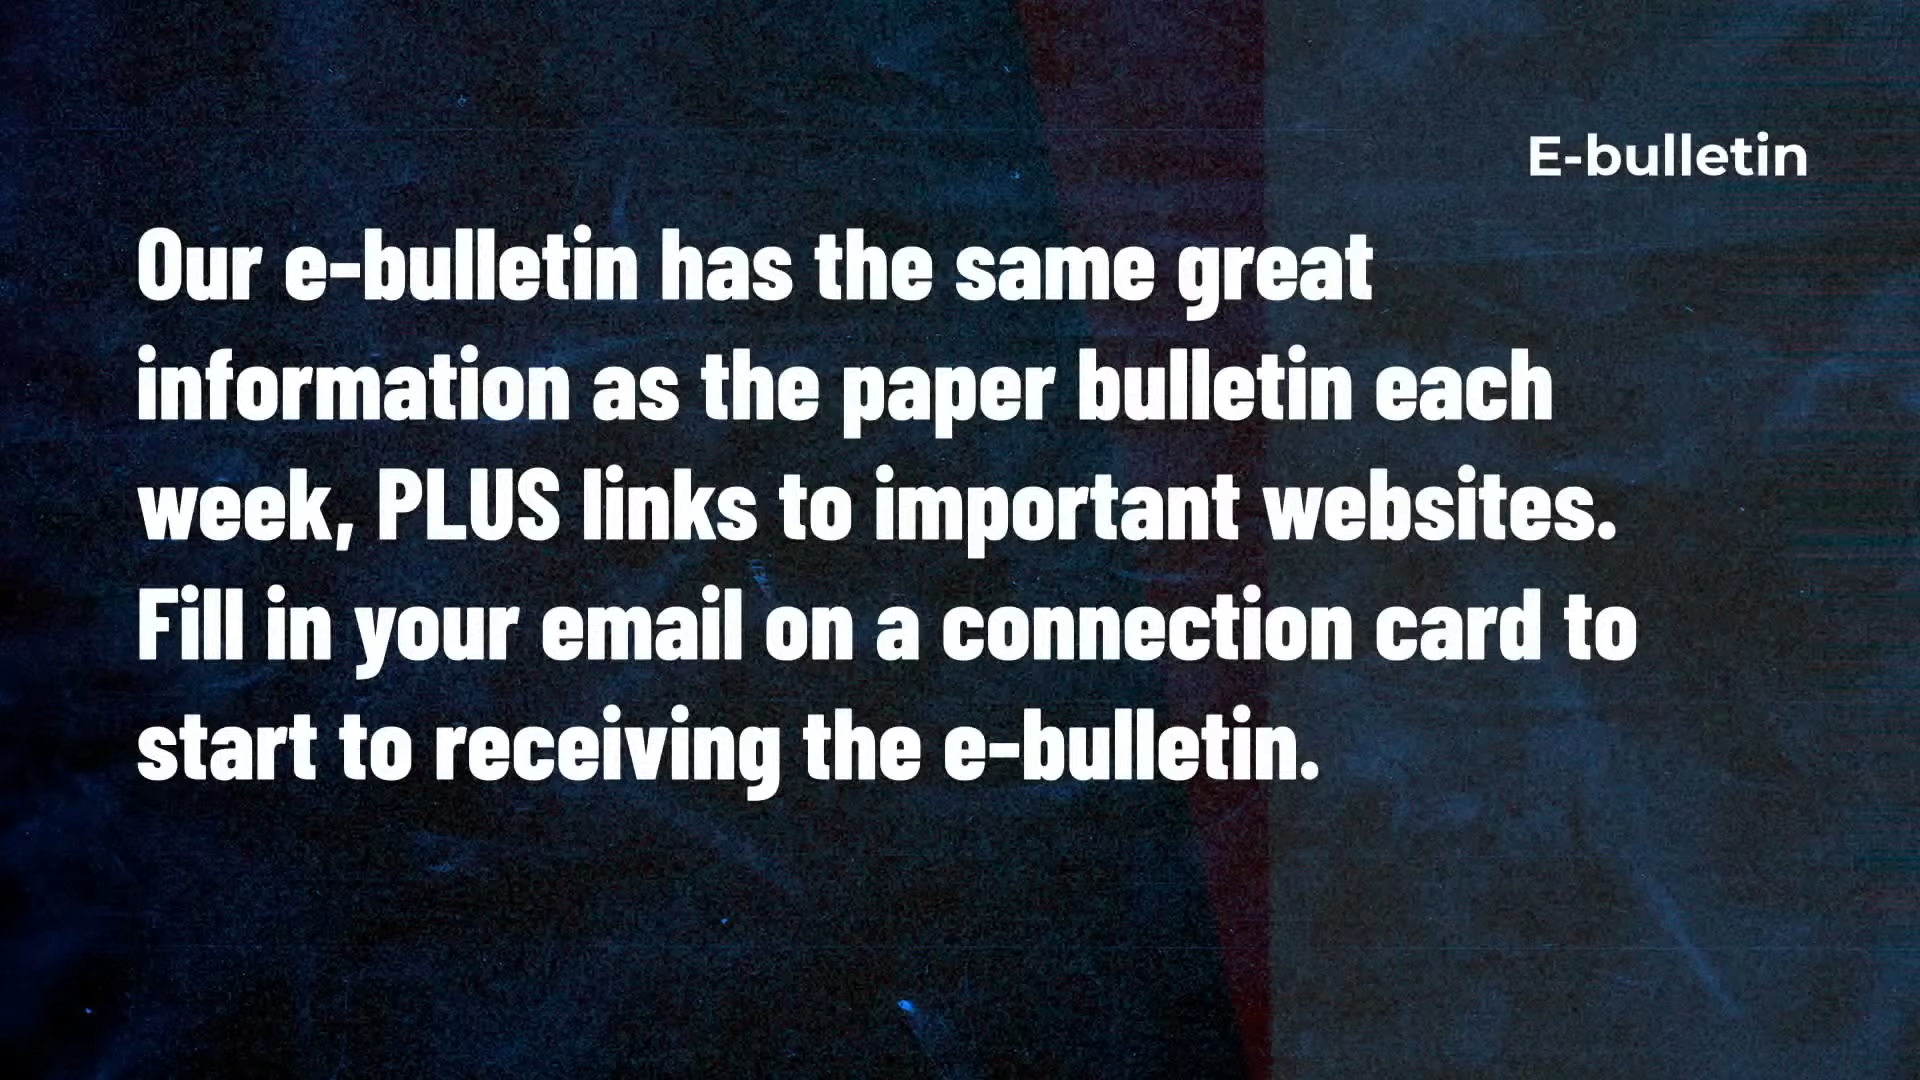 E-bulletin
Our e-bulletin has the same great
information as the paper bulletin each
week, PLUS links to important websites.
Fill in your email on a connection card to
start to receiving the e-bulletin.